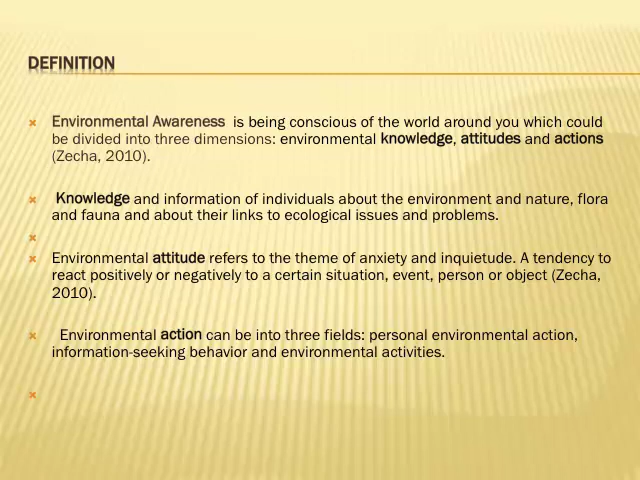 DEFINITION
Environmental Awareness is being conscious of the world around you which could
be divided into three dimensions: environmental knowledge, attitudes and actions
(Zecha, 2010).
Knowledge and information of individuals about the environment and nature, flora
and fauna and about their links to ecological issues and problems.
Environmental attitude refers to the theme of anxiety and inquietude. A tendency to
react positively or negatively to a certain situation, event, person or object (Zecha,
2010).
Environmental action can be into three fields: personal environmental action,
information-seeking behavior and environmental activities.